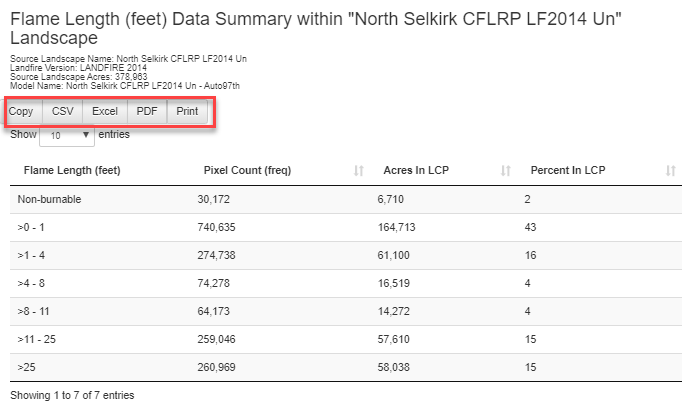 Flame Length (feet) Data Summary within "North Selkirk CFLRP LF2014 Un"
Landscape
Source Landscape Name: North Selkirk CFLRP LF2014 Un
Landfire Version: LANDFIRE 2014
Source Landscape Acres: 378,963
Model Name: North Selkirk CFLRP LF2014 Un - Auto97th
Copy CSV Excel PDF Print
Show 10 entries
Flame Length (feet) Pixel Count (freq) Acres In LCP Percent In LCP
Non-burnable 30,172 6,710 2
>0 - 1 740,635 164,713 43
>1 - 4 274,738 61,100 16
>4 - 8 74,278 16,519 4
>8 - 11 64,173 14,272 4
>11 - 25 259,046 57,610 15
>25 260,969 58,038 15
Showing 1 to 7 of 7 entries